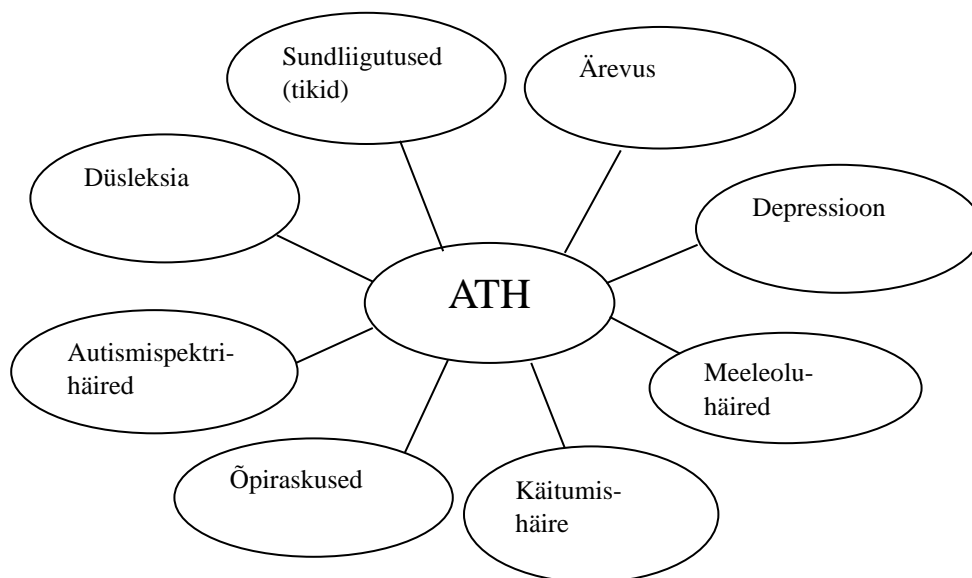 Sundliigutused
(tikid)
Ärevus
Düsleksia
Depressioon
ATH
Autismispektri-
häired
Meeleolu-
häired
Õpiraskused
Käitumis-
häire